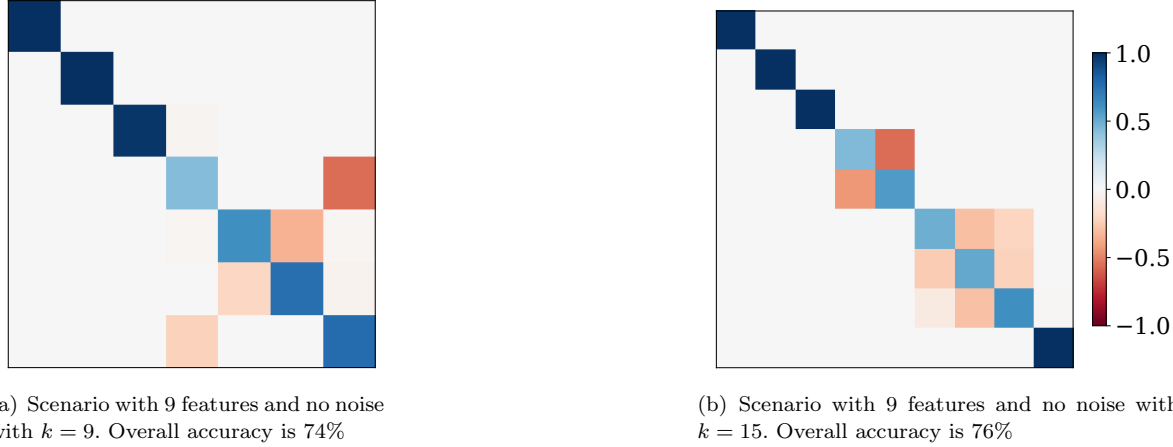 1.0
0.5
0.0
−0.5
−1.0
a) Scenario with 9 features and no noise
with k = 9. Overall accuracy is 74%
(b) Scenario with 9 features and no noise with
k = 15. Overall accuracy is 76%